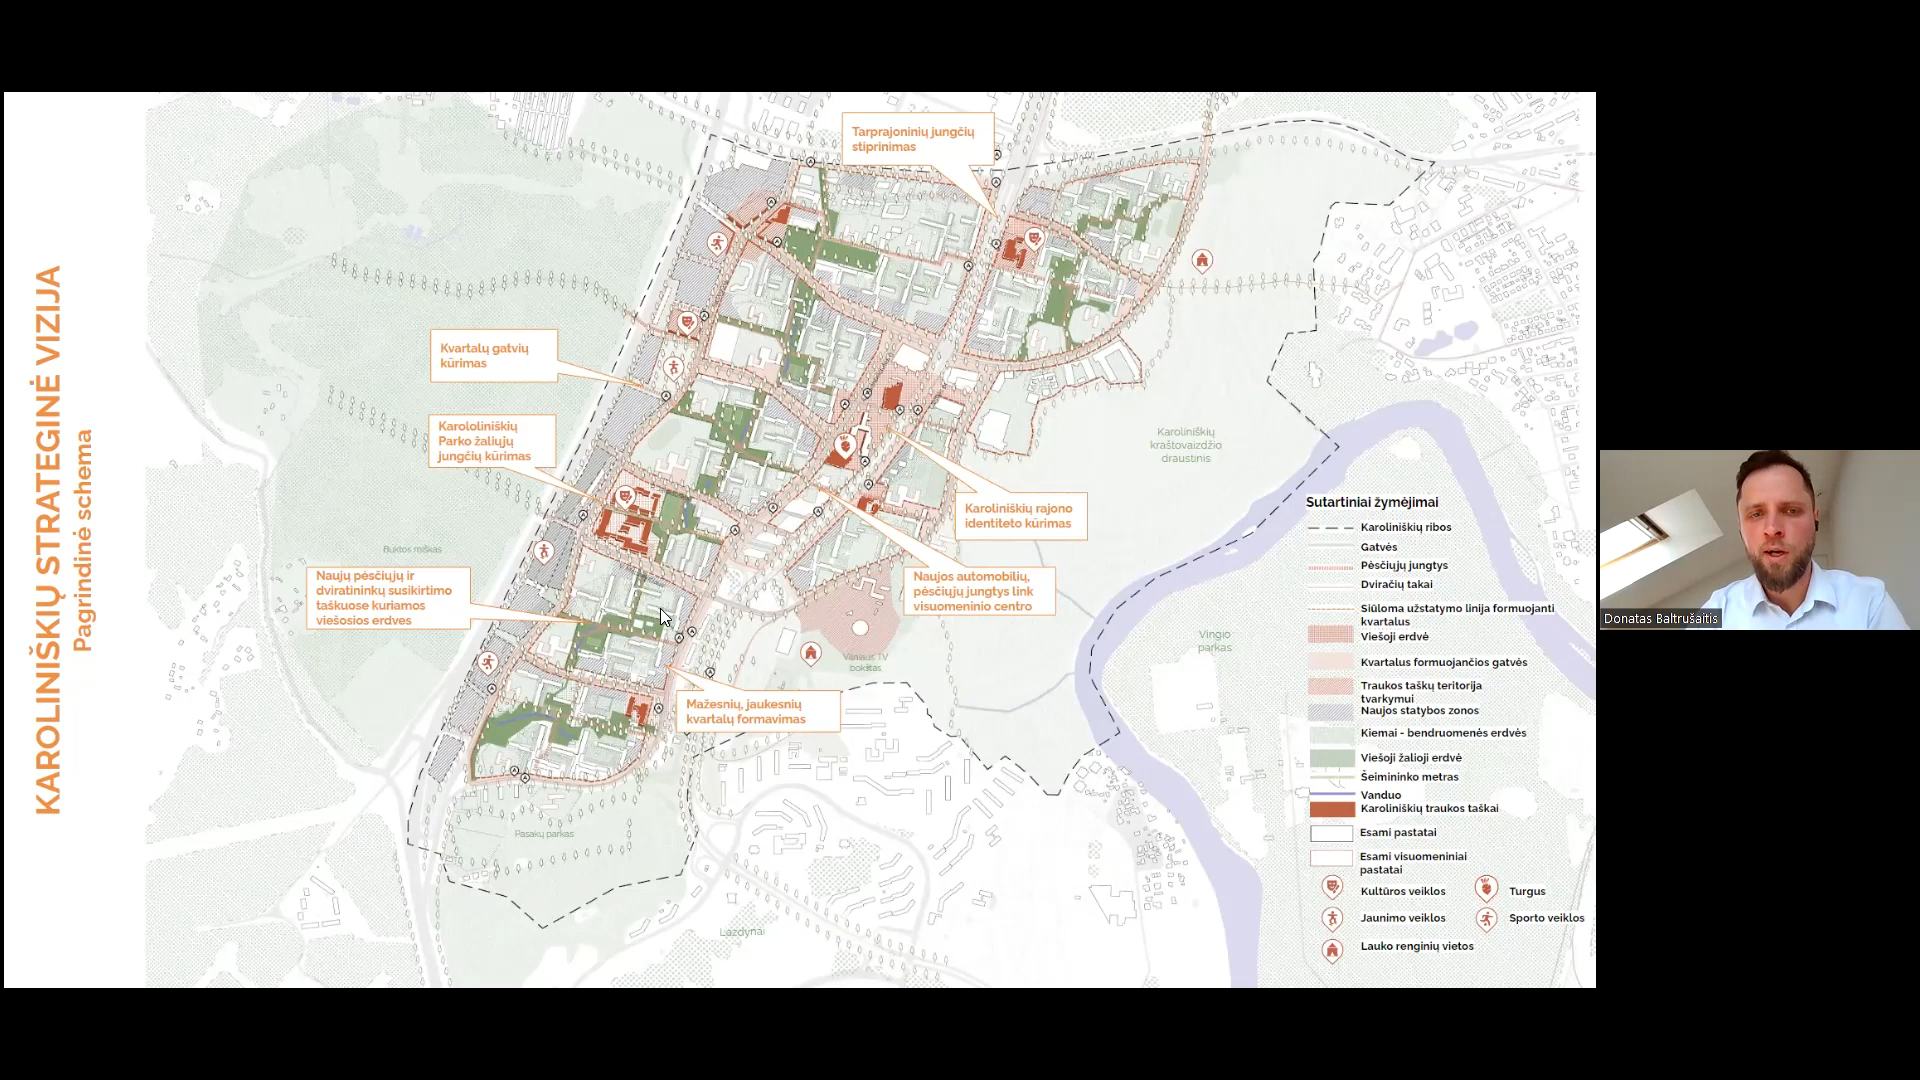 KAROLINIŠKIŲ STRATEGINĖ VIZIJA
Pagrindinė schema
Tarprajoninių jungčių
stiprinimas
Kvartalų gatvių
kūrimas
Karololiniškių
Parko žaliųjų
jungčių kūrimas
Naujų pėsčiųjų ir
dviratininkų susikirtimo
taškuose kuriamos
viešosios erdvės
Karoliniškių rajono
identiteto kūrimas
Naujos automobilių,
pėsčiųjų jungtys link
visuomeninio centro
Mažesnių, jaukesnių
kvartalų formavimas
Karoliniškių
kraštovaizdžio
draustinis
Vilniaus TV
bokštas
Vingio
parkas
Pasakų parkas
Lazdynai
Sutartiniai žymėjimai
Karoliniškių ribos
Gatvės
Pėsčiųjų jungtys
Dviračių takai
Siūloma užstatymo linija formuojanti
kvartalus
Viešoji erdvė
Kvartalus formuojančios gatvės
Traukos taškų teritorija
tvarkymui
Naujos statybos zonos
Kiemai - bendruomenės erdvės
Viešoji žalioji erdvė
Šeimininko metras
Vanduo
Karoliniškių traukos taškai
Esami pastatai
Esami visuomeniniai
pastatai
Kultūros veiklos
Turgus
Jaunimo veiklos
Sporto veiklos
Lauko renginių vietos
Donatas Baltrušaitis